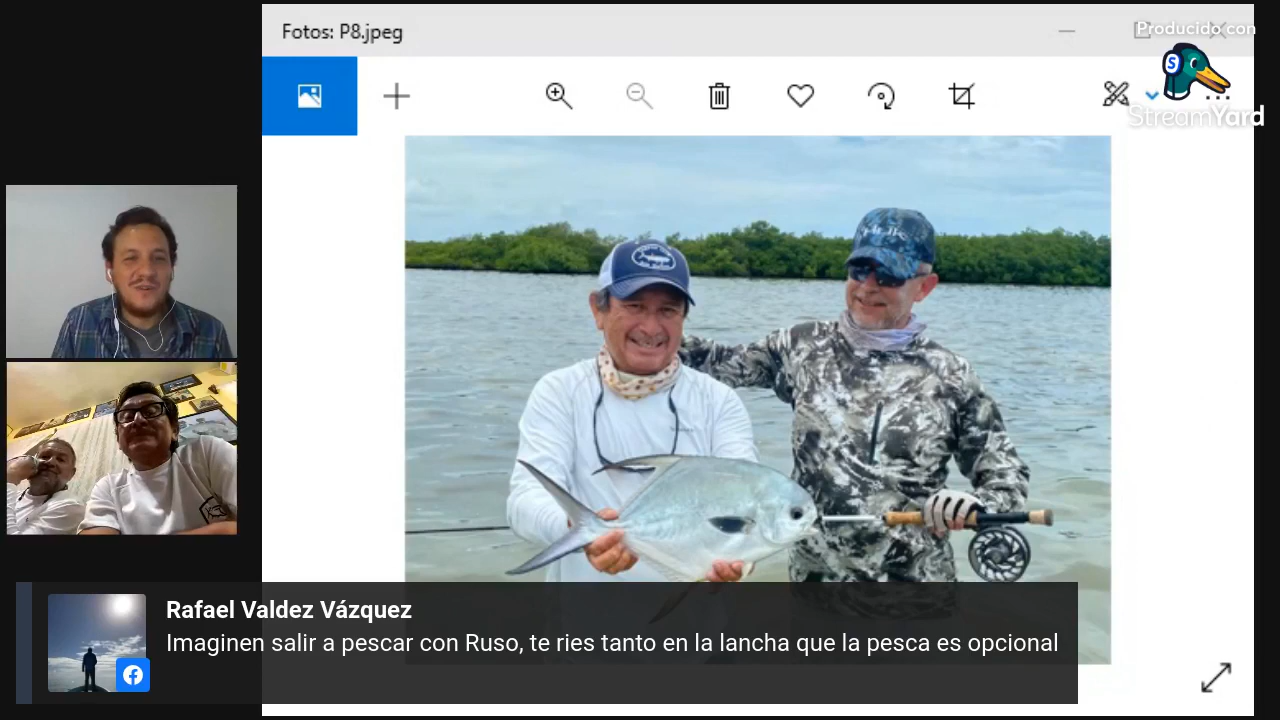 Fotos: P8.jpeg
Producido con
S
StreamYard
Rafael Valdez Vázquez
Imaginen salir a pescar con Ruso, te ries tanto en la lancha que la pesca es opcional